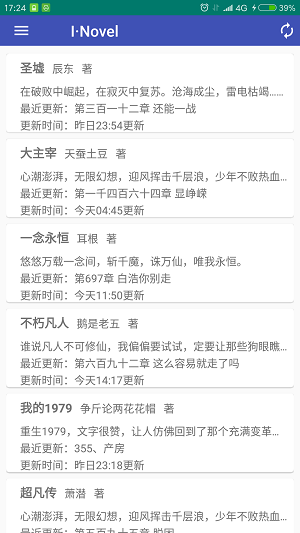 17:24 4G 39%
I·Novel
圣墟 辰东 著
在破败中崛起，在寂灭中复苏。沧海成尘，雷电枯竭……
最近更新：第三百一十二章 还能一战
更新时间：昨日23:54更新
大主宰 天蚕土豆 著
心潮澎湃，无限幻想，迎风挥击千层浪，少年不败热血…
最近更新：第一千四百六十四章 显峥嵘
更新时间：今天04:45更新
一念永恒 耳根 著
悠悠万载一念间，斩千魔，诛万仙，唯我永恒。
最近更新：第697章 白浩你别走
更新时间：今天11:50更新
不朽凡人 鹅是老五 著
谁说凡人不可修仙，我偏偏要试试，定要让那些狗眼瞧…
最近更新：第六百九十二章 这么容易就走了吗
更新时间：今天14:17更新
我的1979 争斤论两花花帽 著
重生1979，文字很赞，让人仿佛回到了那个充满变革…
最近更新：355、产房
更新时间：昨日23:18更新
超凡传 萧潜 著
心潮澎湃，无限幻想，迎风挥击千层浪，少年不败热血…